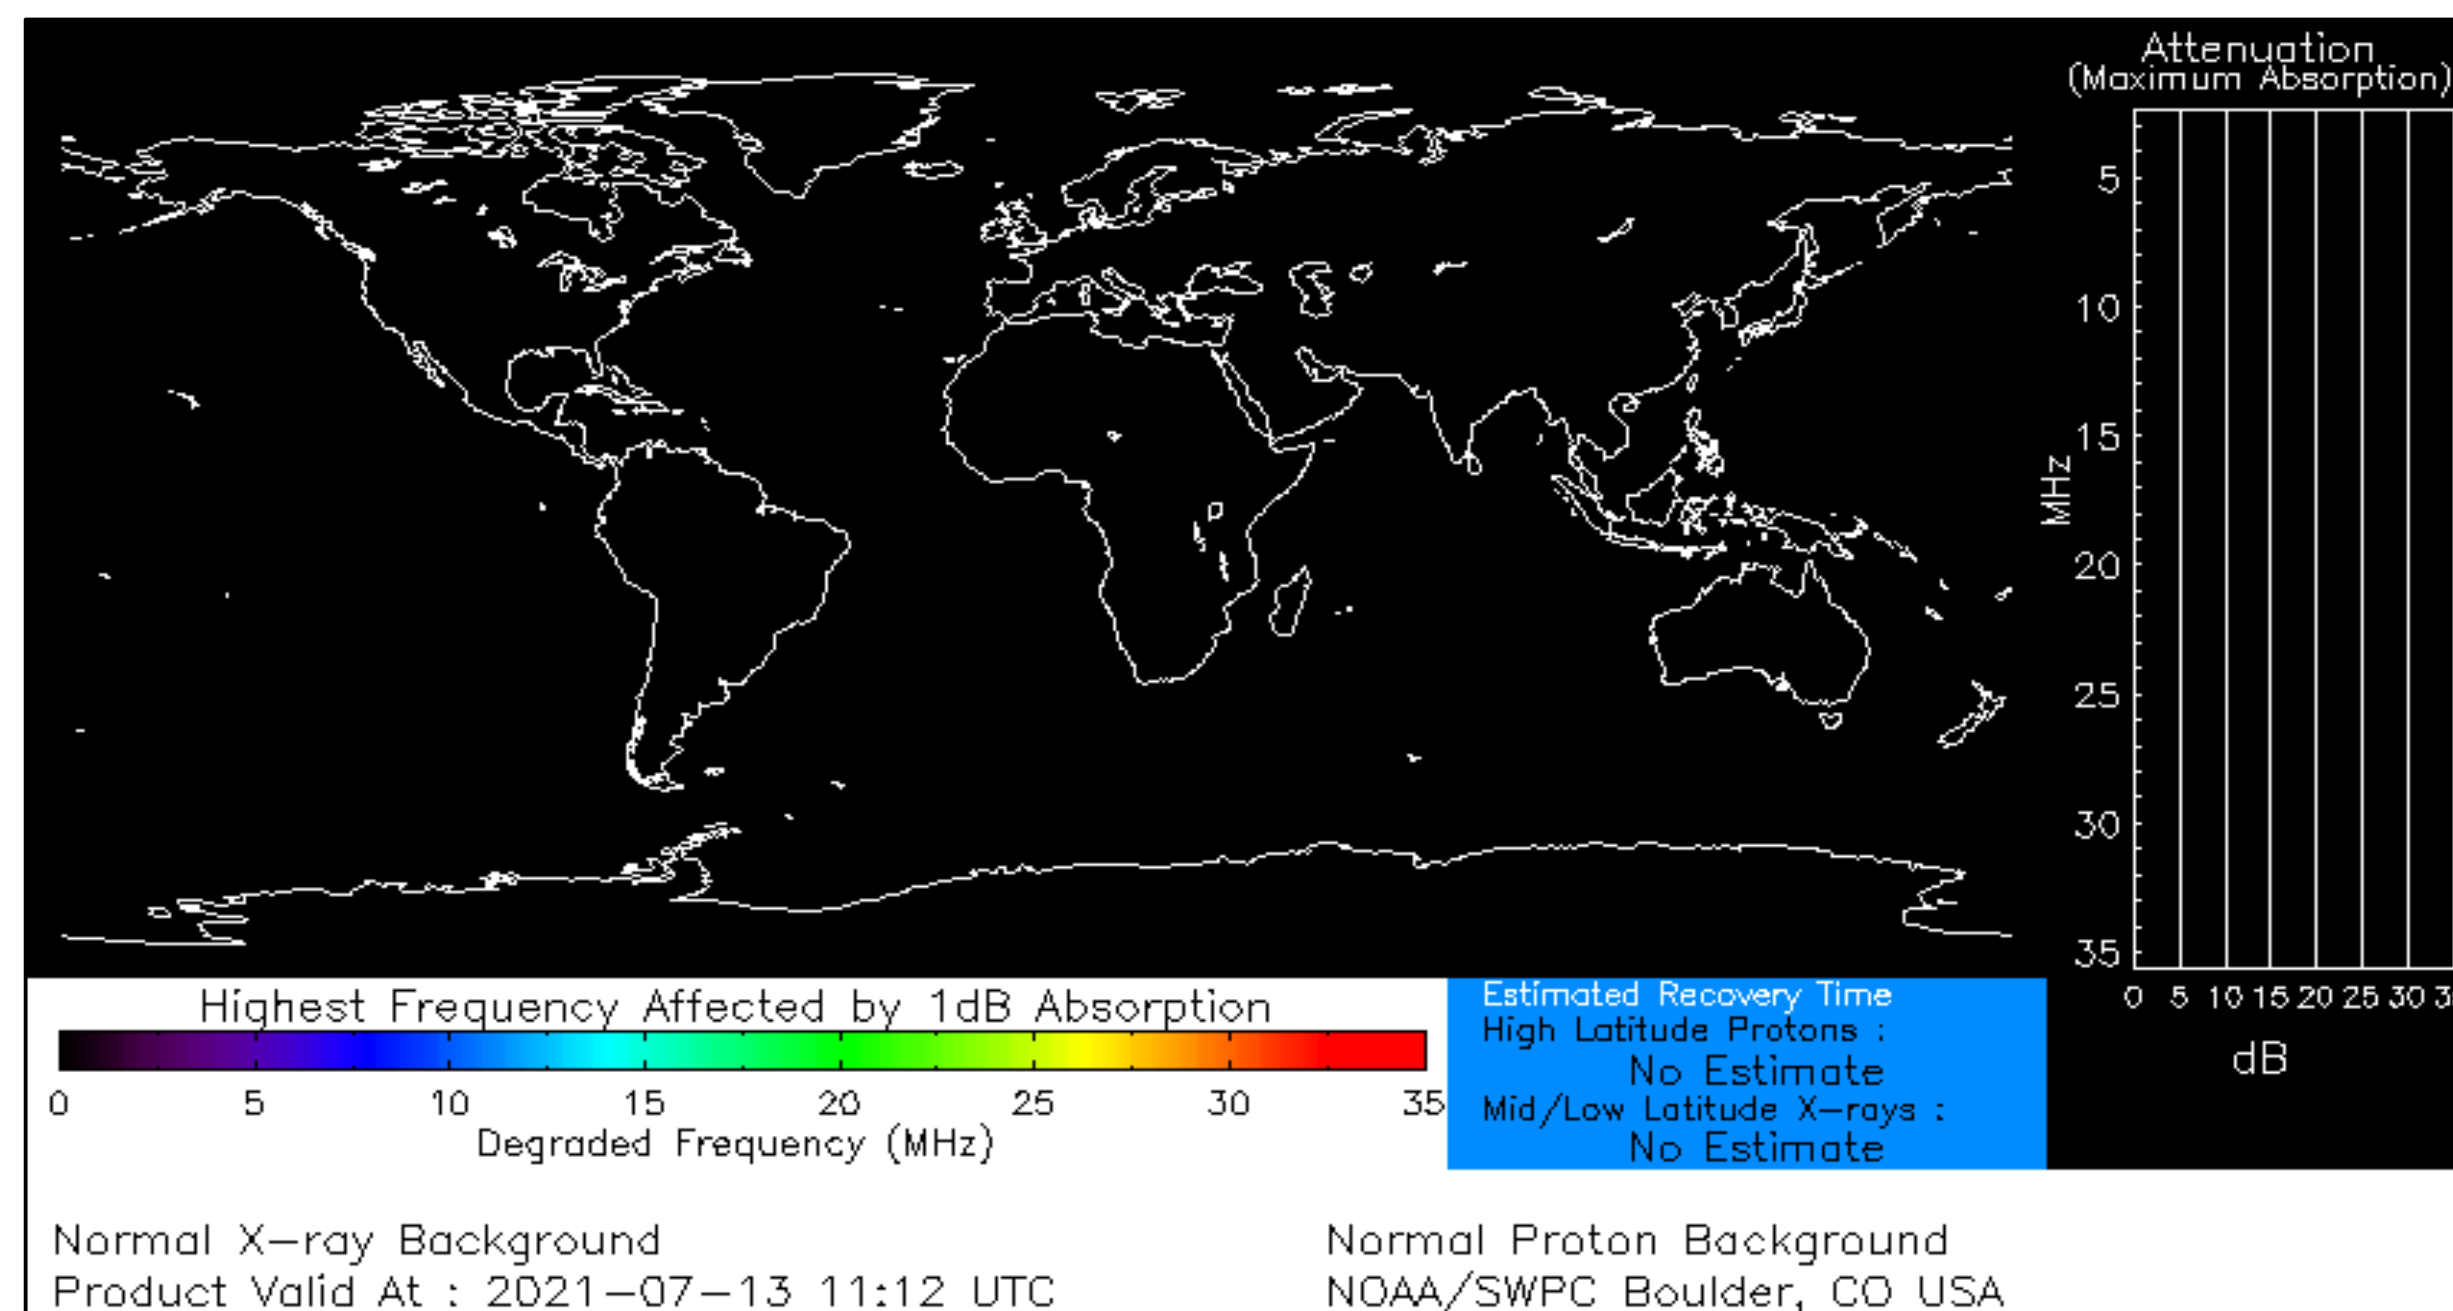 Attenuation
(Maximum Absorption)
5
10
15
20
25
30
35
MHz
0 5 10 15 20 25 30
dB
Highest Frequency Affected by 1dB Absorption
0 5 10 15 20 25 30 35
Degraded Frequency (MHz)
Estimated Recovery Time
High Latitude Protons :
No Estimate
Mid/Low Latitude X-rays :
No Estimate
Normal X-ray Background
Normal Proton Background
Product Valid At : 2021-07-13 11:12 UTC
NOAA/SWPC Boulder, CO USA